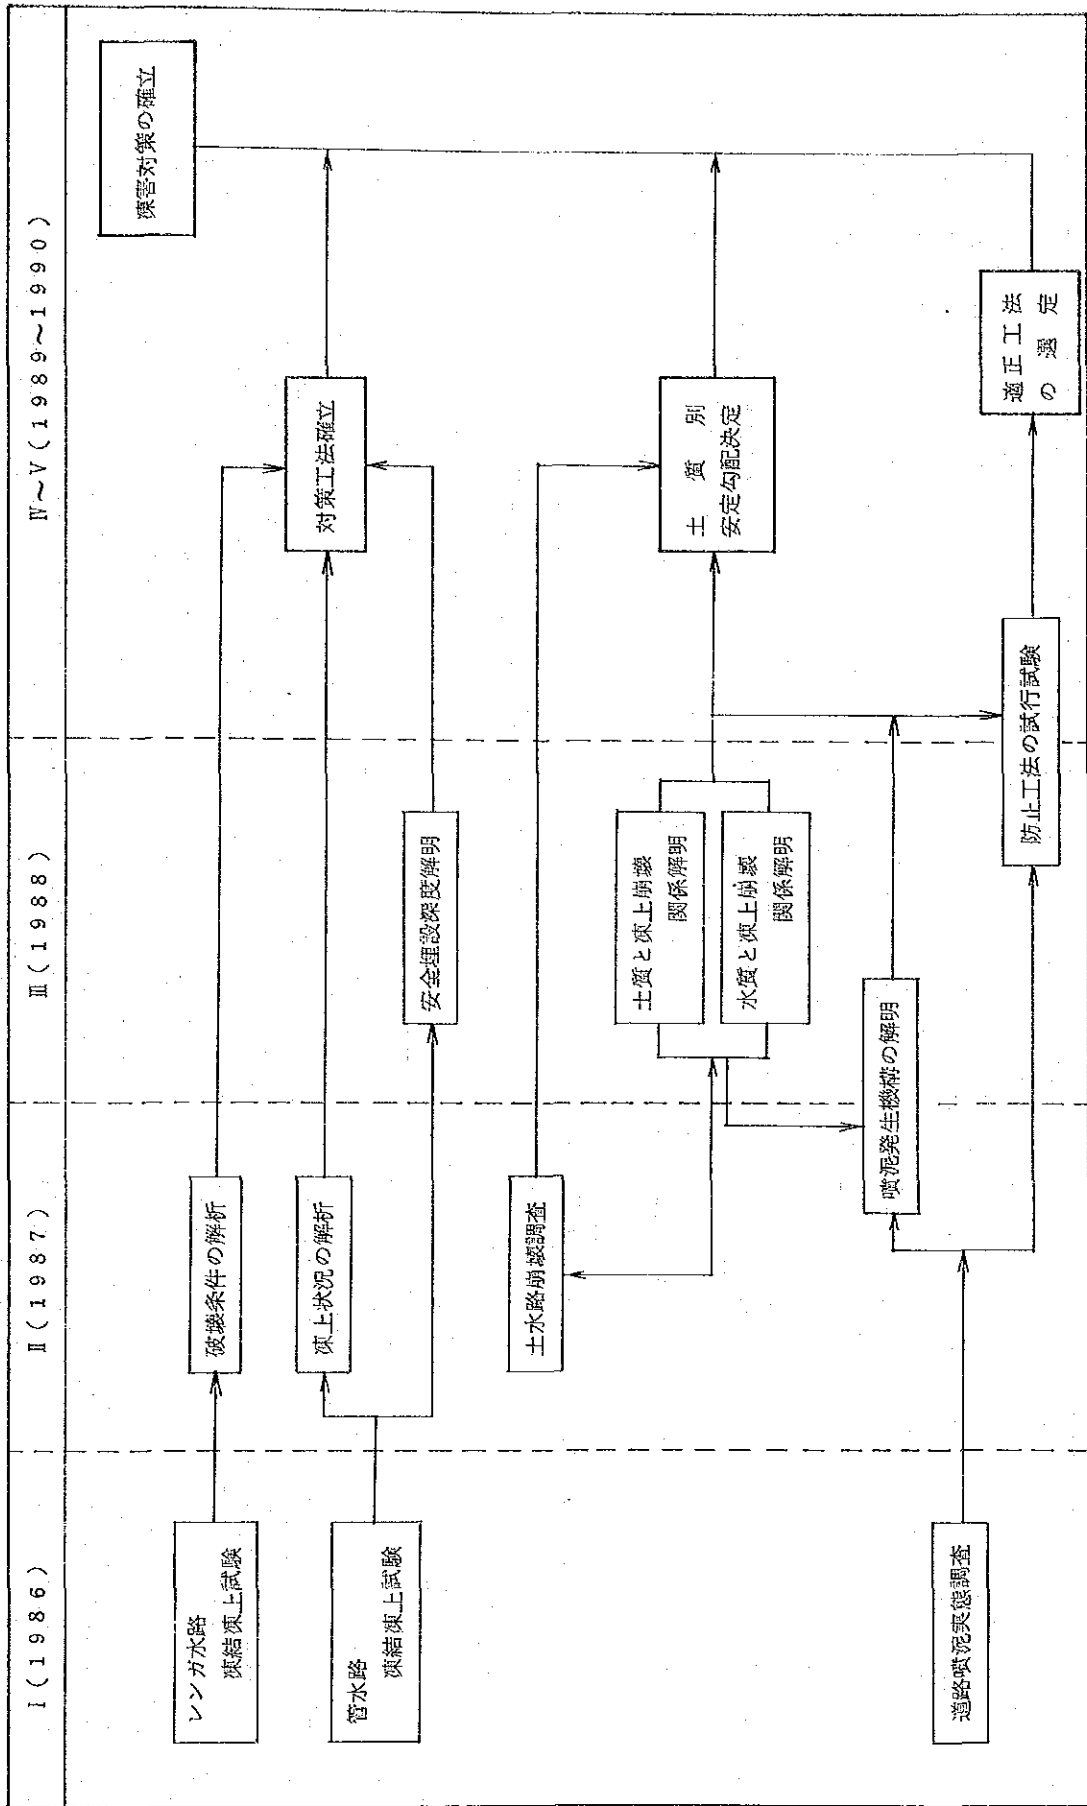 I(1986)
II(1987)
III(1988)
IV～V(1989～1990)
レンガ水路
凍結凍上試験
管水路
凍結凍上試験
道路噴泥実態調査
破壊条件の解析
凍上状況の解析
土水路崩壊調査
安全埋設深度解明
土質と凍上崩壊
関係解明
水質と凍上崩壊
関係解明
噴泥発生機構の解明
防止工法の試行試験
対策工法確立
土質別
安定勾配決定
適正工法
の選定
凍害対策の確立